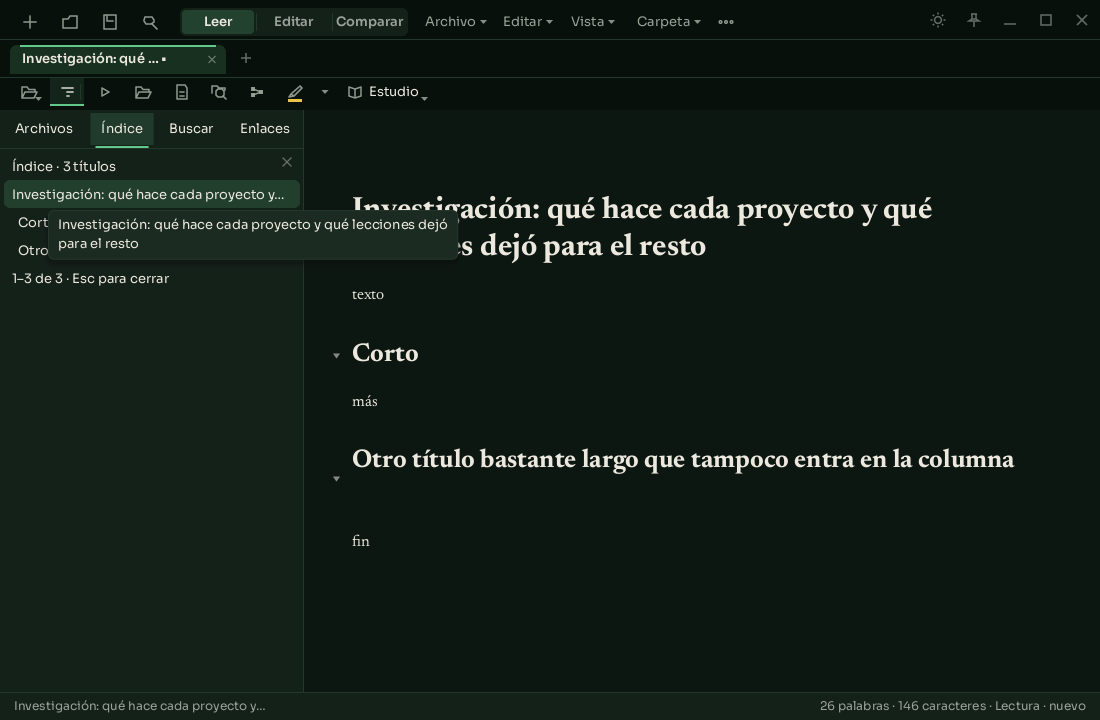 Leer Editar Comparar Archivo Editar Vista Carpeta
Investigación: qué ... •
Estudio
Archivos Índice Buscar Enlaces
Índice · 3 títulos
Investigación: qué hace cada proyecto y...
Cort
Otro
Investigación: qué hace cada proyecto y qué lecciones dejó
para el resto
1–3 de 3 · Esc para cerrar
Investigación: qué hace cada proyecto y qué
es dejó para el resto
texto
Corto
más
Otro título bastante largo que tampoco entra en la columna
fin
Investigación: qué hace cada proyecto y...
26 palabras · 146 caracteres · Lectura · nuevo